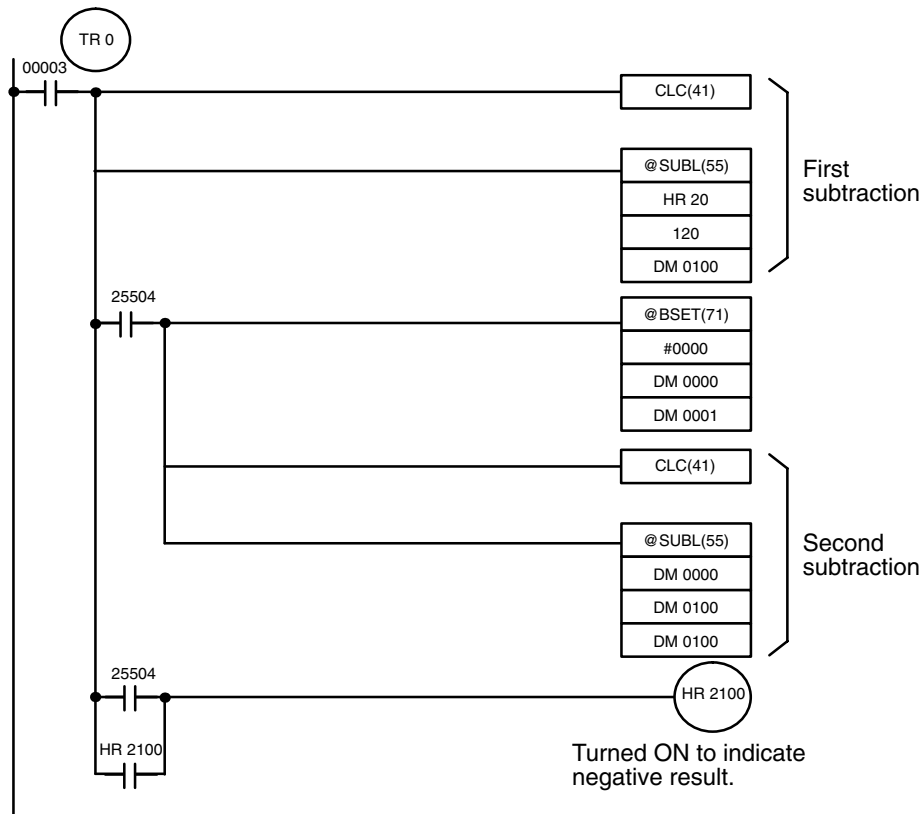 TR 0
00003
CLC(41)
@SUBL(55)
HR 20
120
DM 0100
First
subtraction
25504
@BSET(71)
#0000
DM 0000
DM 0001
CLC(41)
@SUBL(55)
DM 0000
DM 0100
DM 0100
Second
subtraction
25504
HR 2100
HR 2100
Turned ON to indicate
negative result.